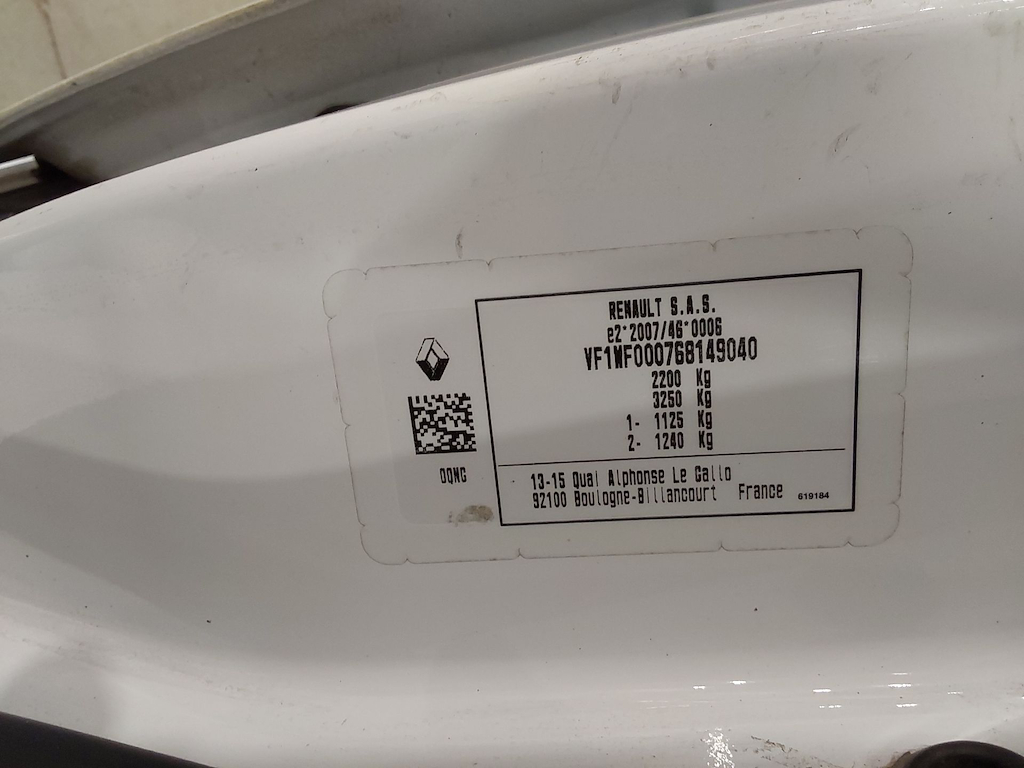 RENAULT S.A.S.
e2*2007/46*0006
VF1WF000768149040
2200 Kg
3250 Kg
1- 1125 Kg
2- 1240 Kg
DQNG
13-15 Quai Alphonse Le Gallo
92100 Boulogne-Billancourt France 619184